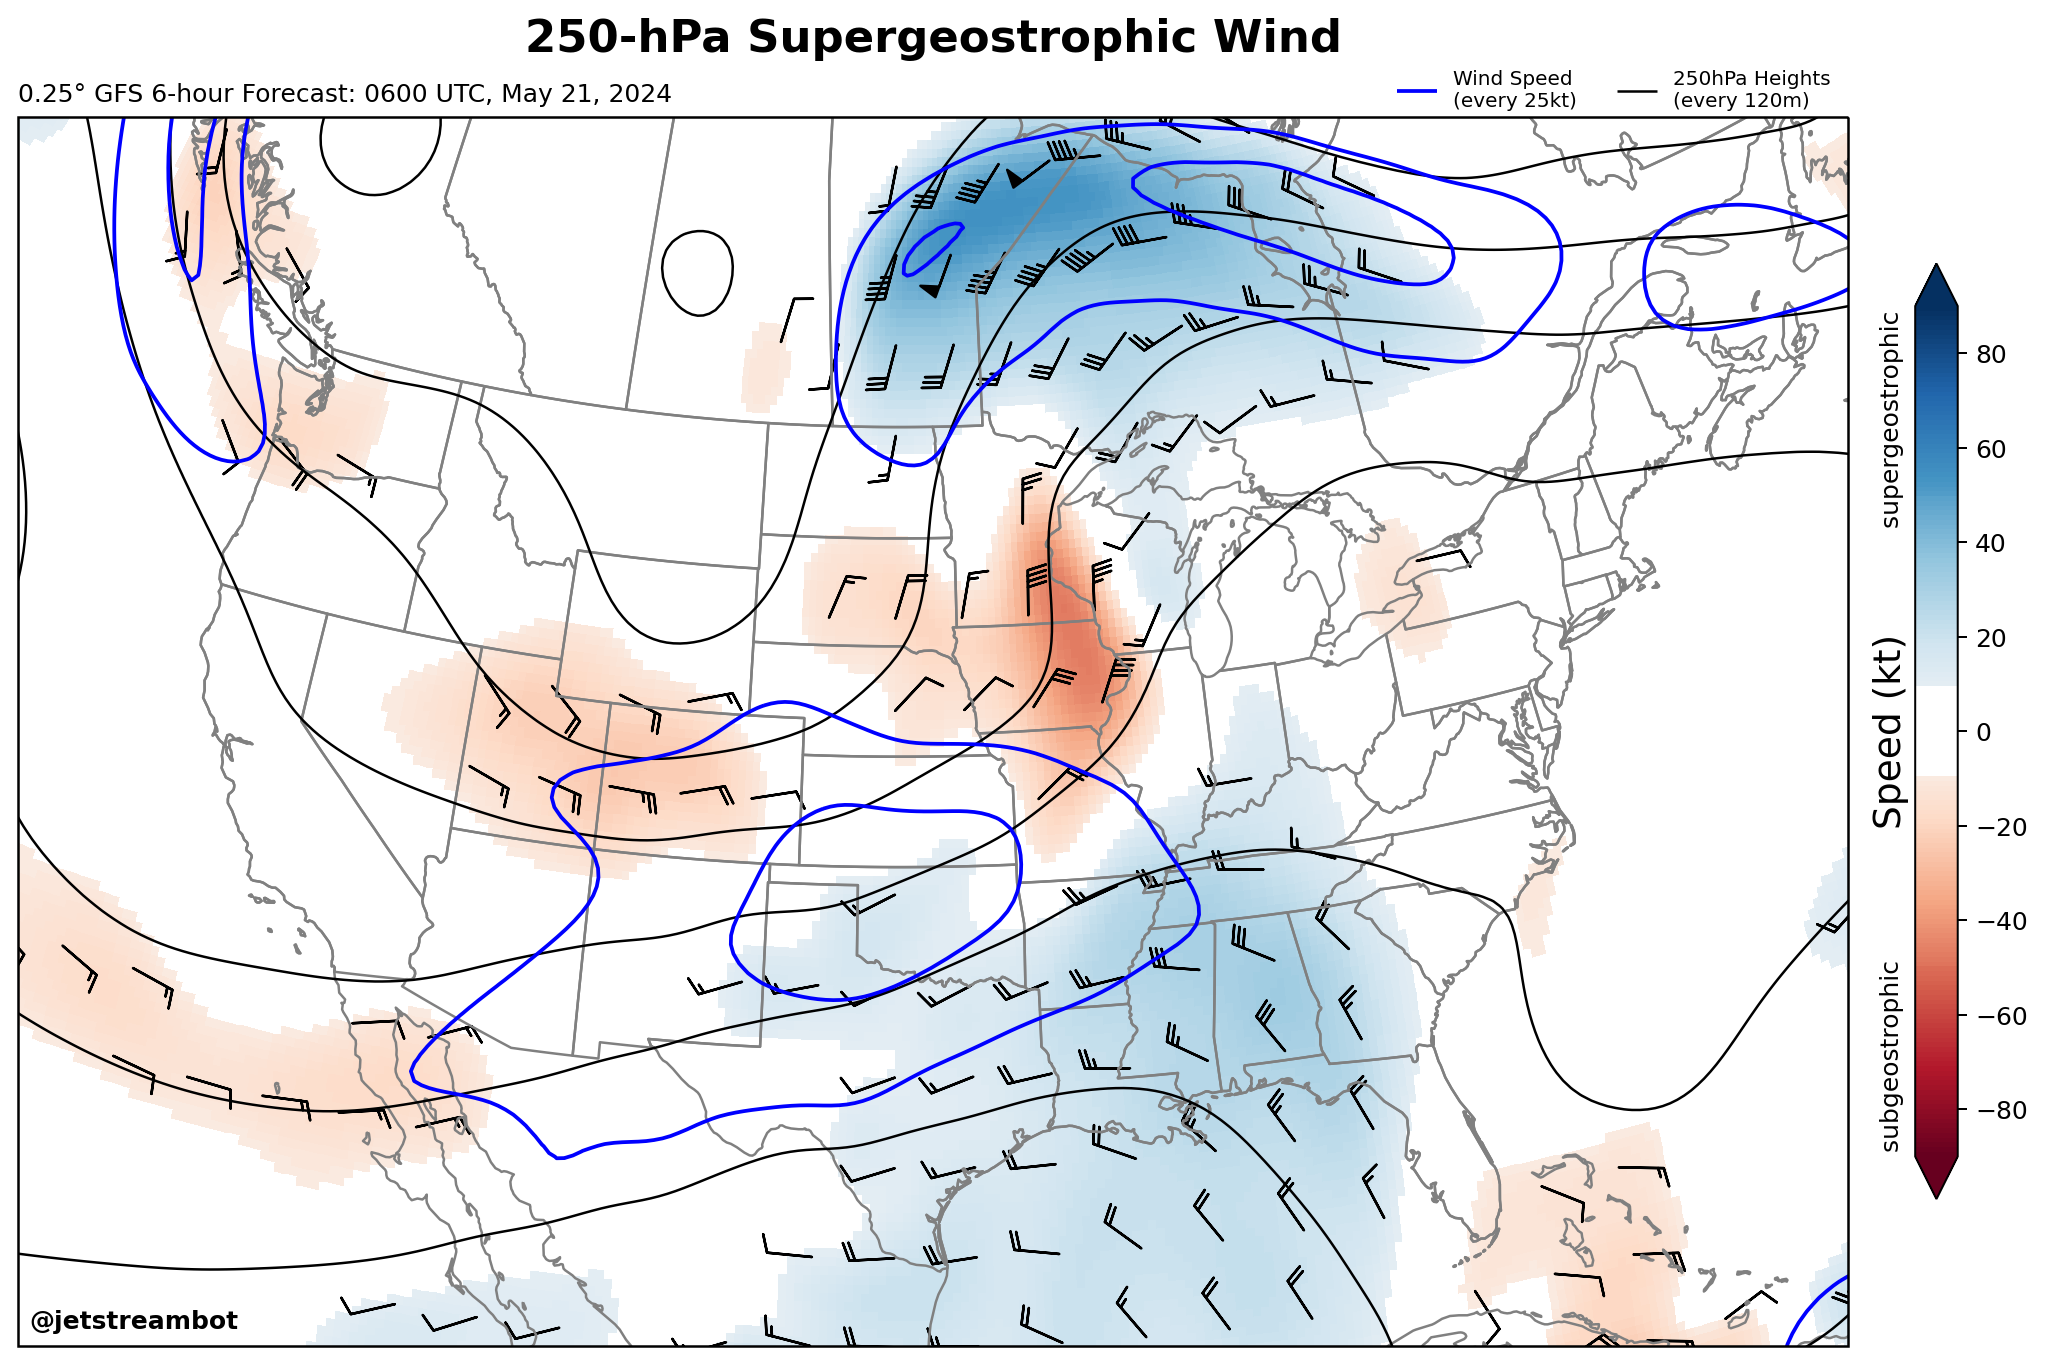 250-hPa Supergeostrophic Wind
0.25° GFS 6-hour Forecast: 0600 UTC, May 21, 2024
Wind Speed
(every 25kt)
250hPa Heights
(every 120m)
supergeostrophic
subgeostrophic
Speed (kt)
80
60
40
20
0
−20
−40
−60
−80
@jetstreambot